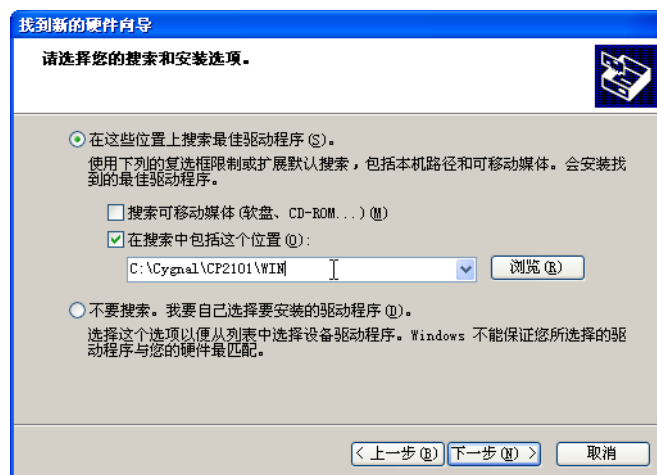 找到新的硬件向导
请选择您的搜索和安装选项。
在这些位置上搜索最佳驱动程序(S)。
使用下列的复选框限制或扩展默认搜索，包括本机路径和可移动媒体。会安装找
到的最佳驱动程序。
搜索可移动媒体(软盘、CD-ROM...)(M)
在搜索中包括这个位置(O):
C:\Cygnal\CP2101\WIN
浏览(R)
不要搜索。我要自己选择要安装的驱动程序(D)。
选择这个选项以便从列表中选择设备驱动程序。Windows 不能保证您所选择的驱
动程序与您的硬件最匹配。
< 上一步(B) 下一步(N) > 取消